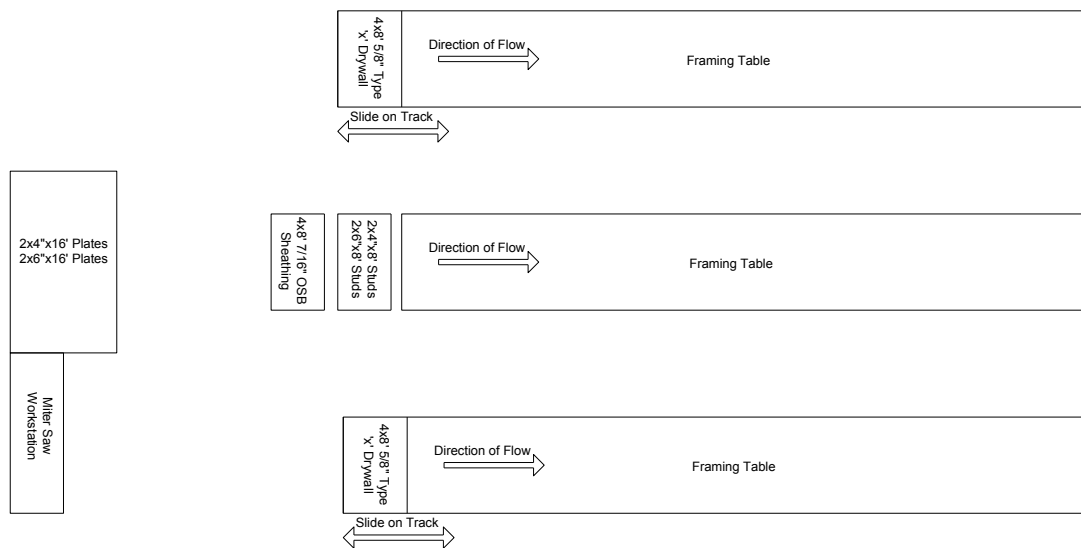 4x8' 5/8" Type
'x' Drywall
Direction of Flow
Framing Table
Slide on Track
2x4"x16' Plates
2x6"x16' Plates
4x8' 7/16" OSB
Sheathing
2x4"x8' Studs
2x6"x8' Studs
Direction of Flow
Framing Table
Miter Saw
Workstation
4x8' 5/8" Type
'x' Drywall
Direction of Flow
Framing Table
Slide on Track